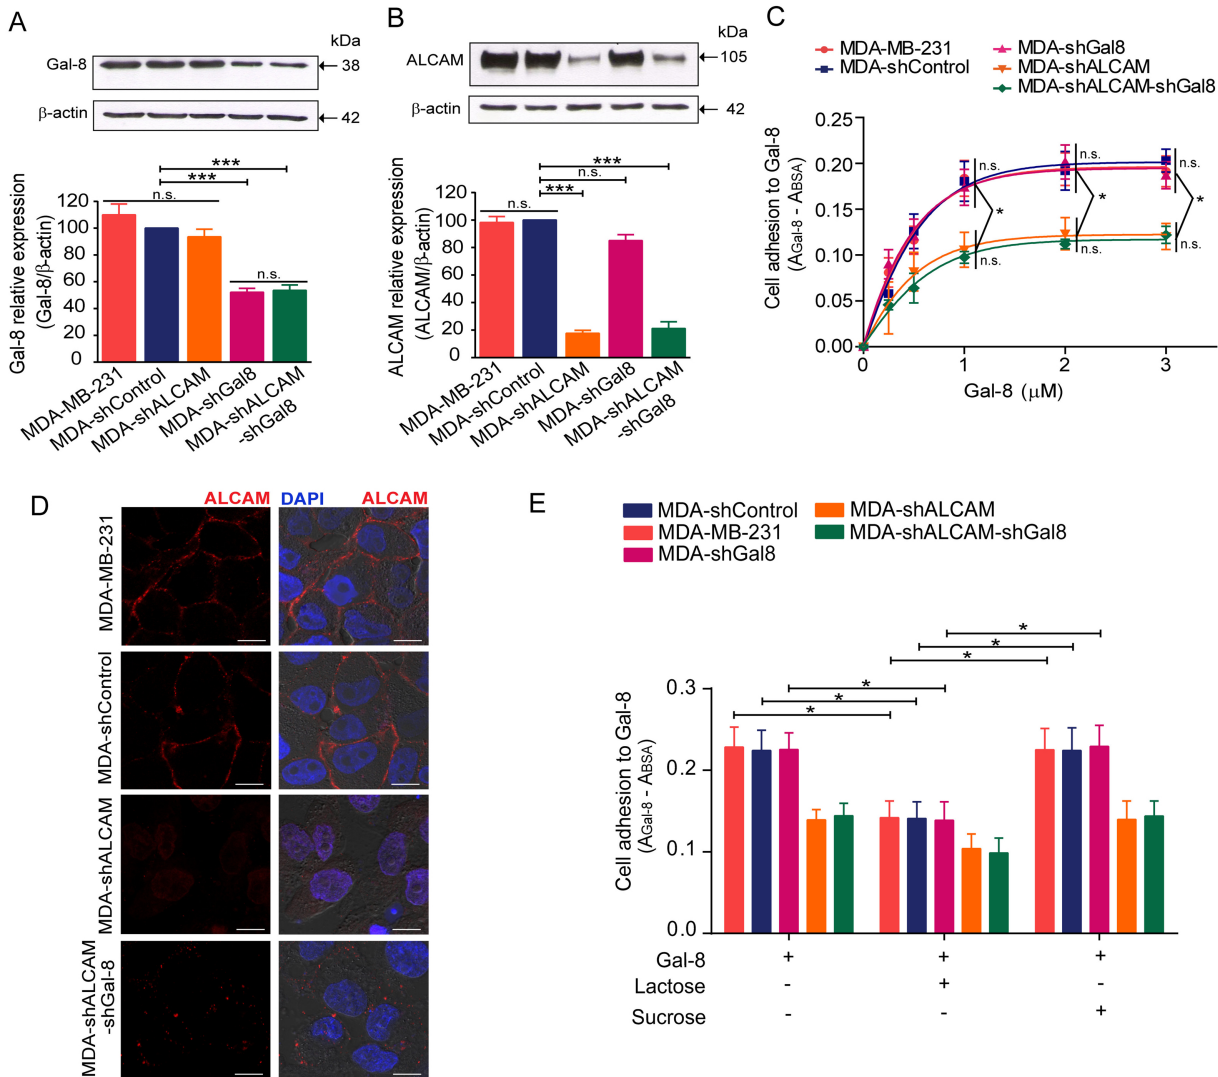 A
kDa
Gal-8
38
β-actin
42
***
***
n.s.
n.s.
Gal-8 relative expression
(Gal-8/β-actin)
120
100
80
60
40
20
0
MDA-MB-231
MDA-shControl
MDA-shALCAM
MDA-shGal8
MDA-shALCAM
-shGal8
B
kDa
ALCAM
105
β-actin
42
***
n.s.
***
n.s.
ALCAM relative expression
(ALCAM/β-actin)
120
100
80
60
40
20
0
MDA-MB-231
MDA-shControl
MDA-shALCAM
MDA-shGal8
MDA-shALCAM
-shGal8
C
MDA-MB-231
MDA-shControl
MDA-shGal8
MDA-shALCAM
MDA-shALCAM-shGal8
Cell adhesion to Gal-8
(AGal-8 - ABSA)
0.25
0.20
0.15
0.10
0.05
0.00
n.s.
n.s.
n.s.
*
*
*
n.s.
n.s.
n.s.
0
1
2
3
Gal-8 (μM)
D
ALCAM
DAPI
ALCAM
MDA-MB-231
MDA-shControl
MDA-shALCAM
MDA-shALCAM
-shGal-8
E
MDA-shControl
MDA-MB-231
MDA-shGal8
MDA-shALCAM
MDA-shALCAM-shGal8
Cell adhesion to Gal-8
(AGal-8 - ABSA)
0.3
0.2
0.1
0.0
*
*
*
*
*
*
Gal-8 + + +
Lactose - + -
Sucrose - - +